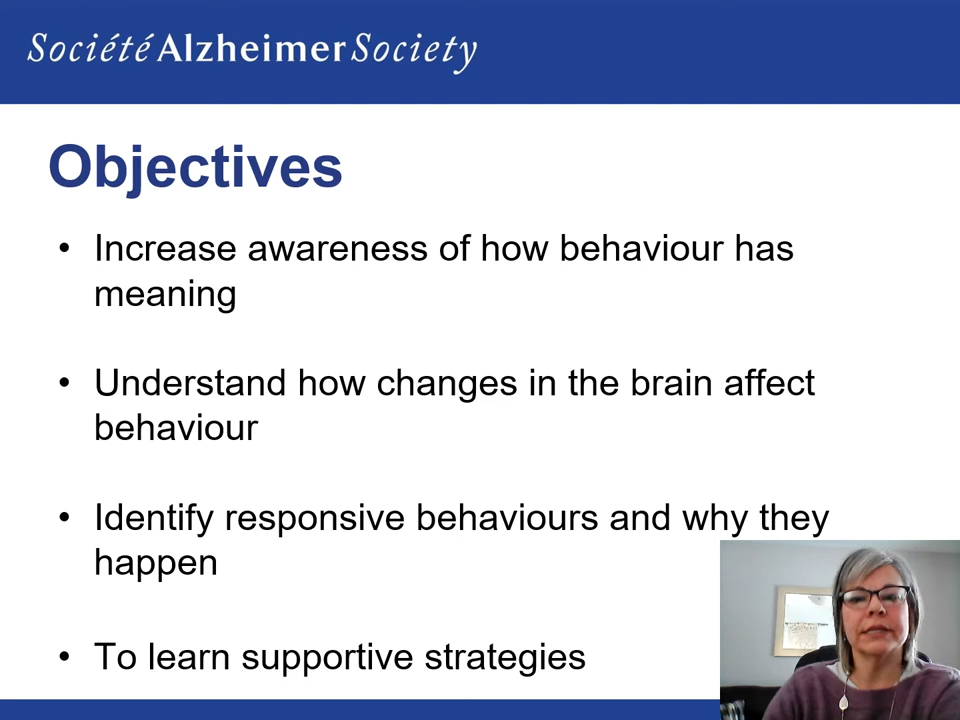 Société Alzheimer Society
Objectives
• Increase awareness of how behaviour has
meaning
• Understand how changes in the brain affect
behaviour
• Identify responsive behaviours and why they
happen
• To learn supportive strategies